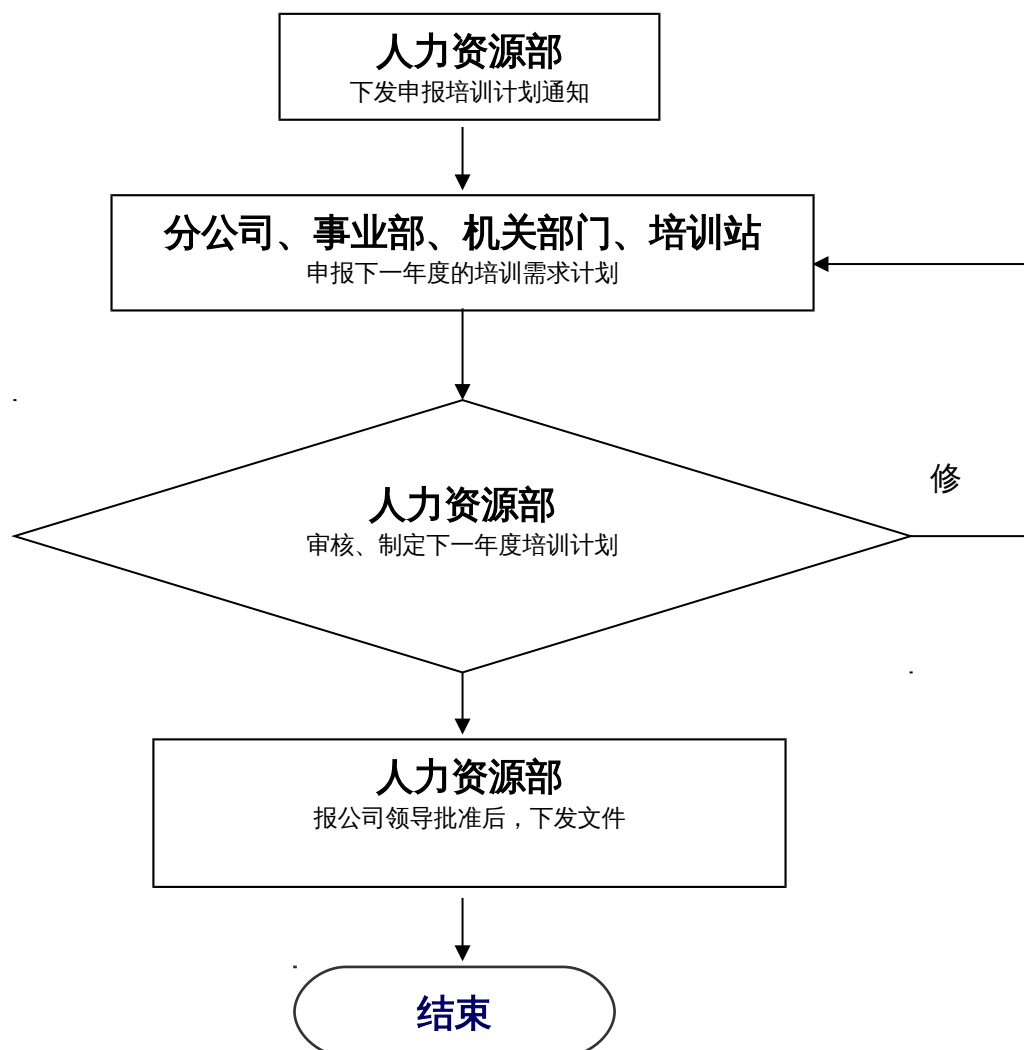 人力资源部
下发申报培训计划通知
分公司、事业部、机关部门、培训站
申报下一年度的培训需求计划
修
人力资源部
审核、制定下一年度培训计划
人力资源部
报公司领导批准后，下发文件
结束